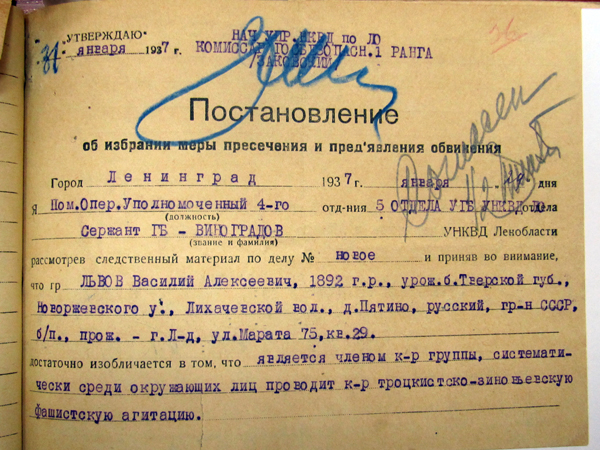 „УТВЕРЖДАЮ"
НАЧ УПР.НКВД по ЛО
31 января 1937 г. КОМИССАР ГОСБЕЗОПАСН.1 РАНГА
/ЗАКОВСКИЙ
36
Постановление
об избрании меры пресечения и пред'явления обвинения
Город Ленинград 1937 г. января дня
Я Пом.Опер.Уполномоченный 4-го отд-ния 5 ОТДЕЛА УГБ УНКВД ЛО
(должность)
Сержант ГБ - ВИНОГРАДОВ УНКВД Ленобласти
(звание и фамилия)
рассмотрев следственный материал по делу № новое и приняв во внимание,
что гр ЛЬВОВ Василий Алексеевич, 1892 г.р., урож.б.Тверской губ.,
Новоржевского у., Лихачевской вол., д.Пятино, русский, гр-н СССР,
б/п., прож. - г.Л-д, ул.Марата 75,кв.29.
достаточно изобличается в том, что является членом к-р группы, системати-
чески среди окружающих лиц проводит к-р троцкистско-зиновьевскую
фашистскую агитацию.